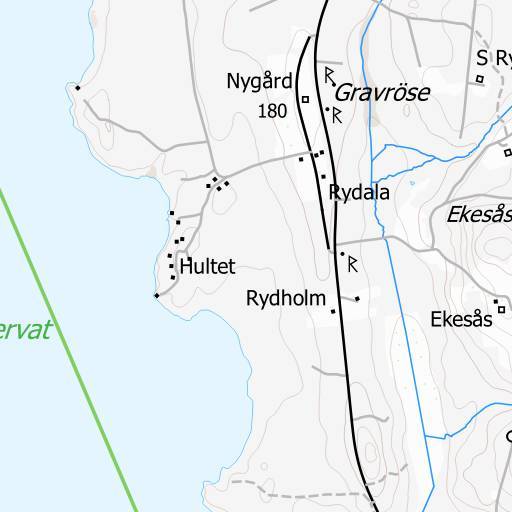 S Ry
Nygård
Gravröse
180
Rydala
Ekesås
Hultet
Rydholm
Ekesås
ervat